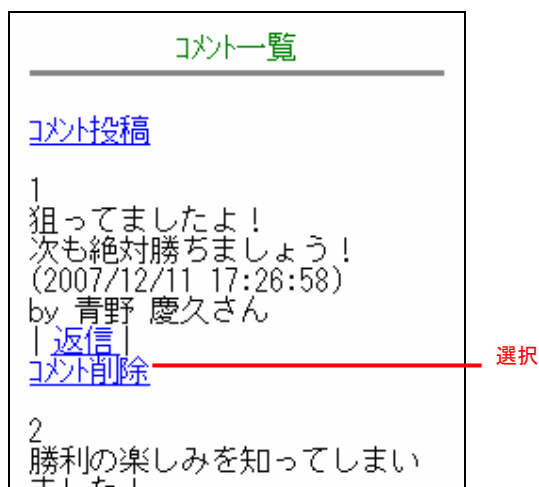 コメント一覧
コメント投稿
1
狙ってましたよ！
次も絶対勝ちましょう！
(2007/12/11 17:26:58)
by 青野 慶久さん
| 返信 |
コメント削除
選択
2
勝利の楽しみを知ってしまい
ました！